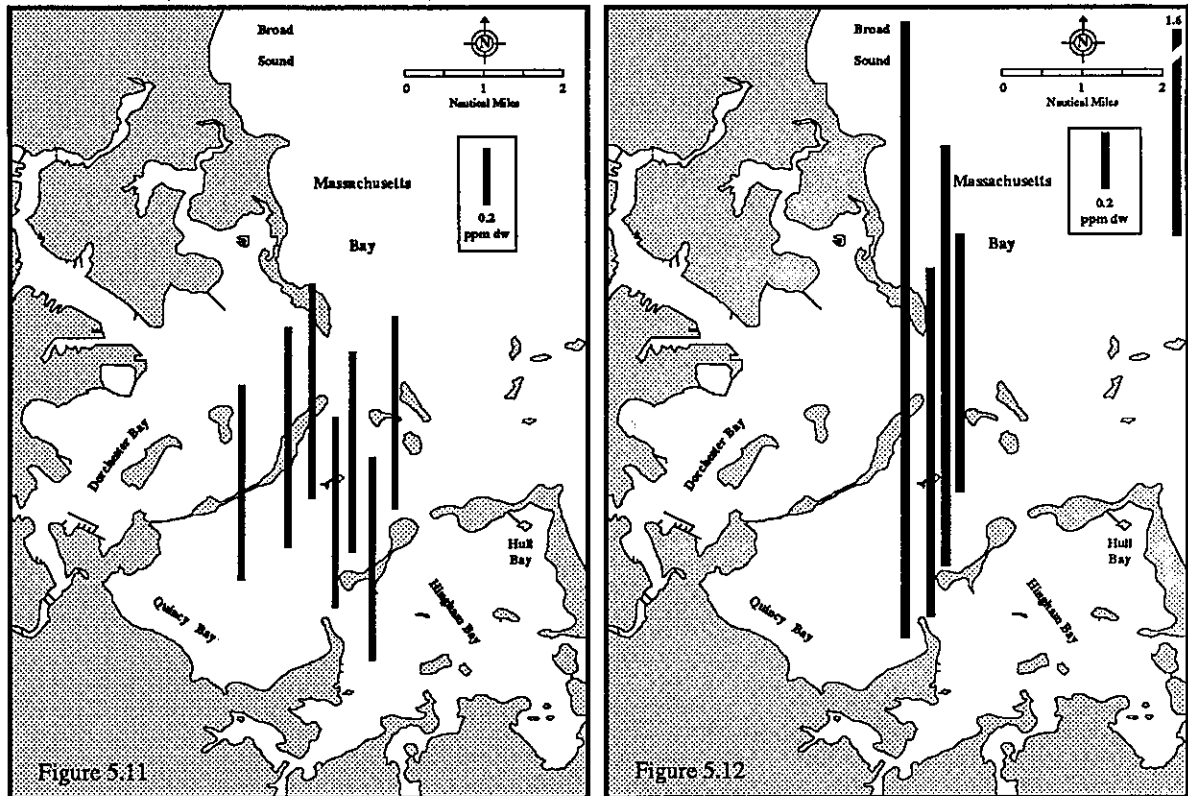 Broad
Sound
N
0 1 2
Nautical Miles
0.2
ppm dw
Massachusetts
Bay
Dorchester Bay
Quincy Bay
Hull
Bay
Hingham Bay
Figure 5.11
Broad
Sound
N
1.6
0 1 2
Nautical Miles
0.2
ppm dw
Massachusetts
Bay
Dorchester Bay
Quincy Bay
Hull
Bay
Hingham Bay
Figure 5.12